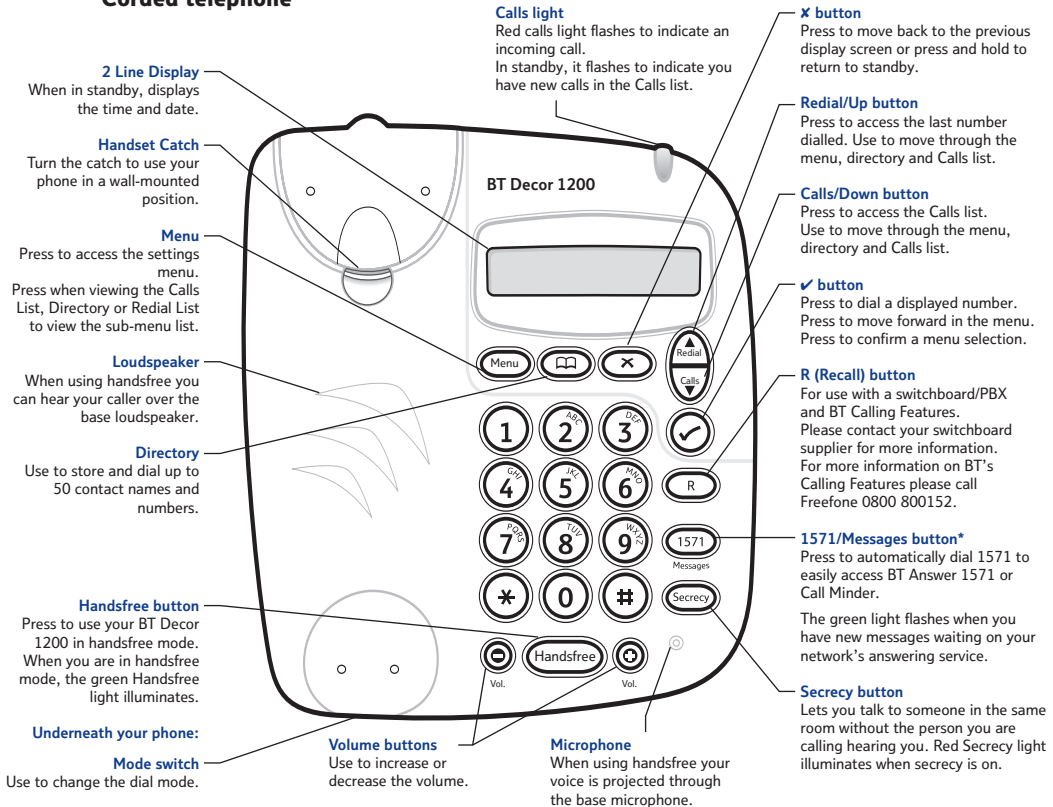 Corded telephone
Calls light
Red calls light flashes to indicate an
incoming call.
In standby, it flashes to indicate you
have new calls in the Calls list.
✘ button
Press to move back to the previous
display screen or press and hold to
return to standby.
2 Line Display
When in standby, displays
the time and date.
Redial/Up button
Press to access the last number
dialled. Use to move through the
menu, directory and Calls list.
Handset Catch
Turn the catch to use your
phone in a wall-mounted
position.
Calls/Down button
Press to access the Calls list.
Use to move through the menu,
directory and Calls list.
Menu
Press to access the settings
menu.
Press when viewing the Calls
List, Directory or Redial List
to view the sub-menu list.
✔ button
Press to dial a displayed number.
Press to move forward in the menu.
Press to confirm a menu selection.
Loudspeaker
When using handsfree you
can hear your caller over the
base loudspeaker.
R (Recall) button
For use with a switchboard/PBX
and BT Calling Features.
Please contact your switchboard
supplier for more information.
For more information on BT's
Calling Features please call
Freefone 0800 800152.
Directory
Use to store and dial up to
50 contact names and
numbers.
1571/Messages button*
Press to automatically dial 1571 to
easily access BT Answer 1571 or
Call Minder.
The green light flashes when you
have new messages waiting on your
network's answering service.
Handsfree button
Press to use your BT Decor
1200 in handsfree mode.
When you are in handsfree
mode, the green Handsfree
light illuminates.
Secrecy button
Lets you talk to someone in the same
room without the person you are
calling hearing you. Red Secrecy light
illuminates when secrecy is on.
Underneath your phone:
Mode switch
Use to change the dial mode.
Volume buttons
Use to increase or
decrease the volume.
Microphone
When using handsfree your
voice is projected through
the base microphone.
BT Decor 1200
Menu
Redial
Calls
1
2 ABC
3 DEF
4 GHI
5 JKL
6 MNO
R
7 PQRS
8 TUV
9 WXYZ
1571
Messages
*
0
#
Secrecy
Handsfree
Vol.
Vol.